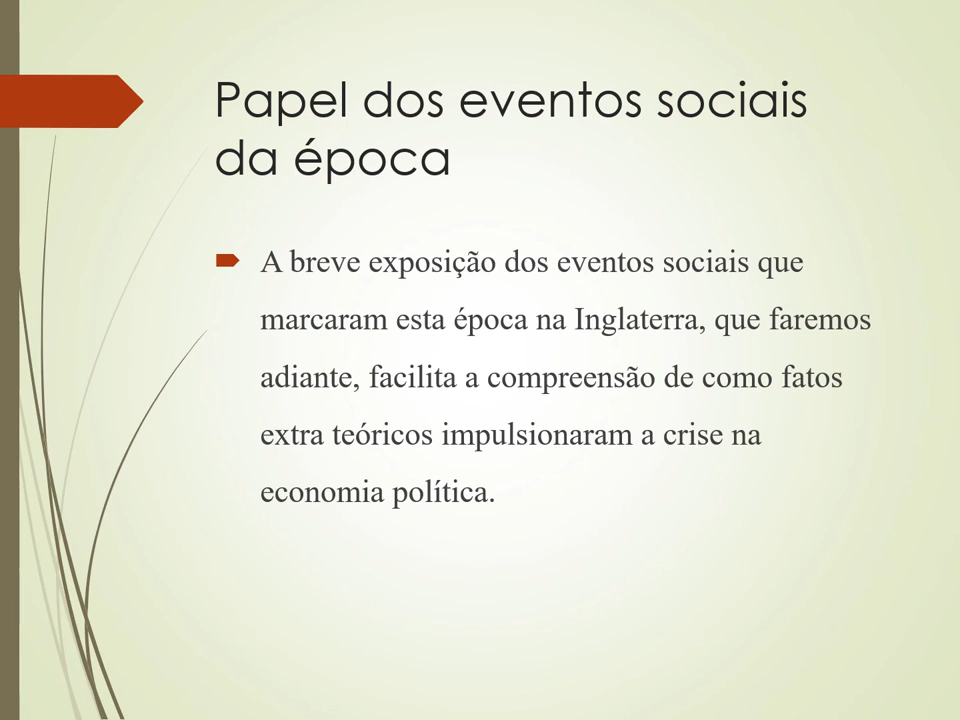 Papel dos eventos sociais
da época
A breve exposição dos eventos sociais que
marcaram esta época na Inglaterra, que faremos
adiante, facilita a compreensão de como fatos
extra teóricos impulsionaram a crise na
economia política.